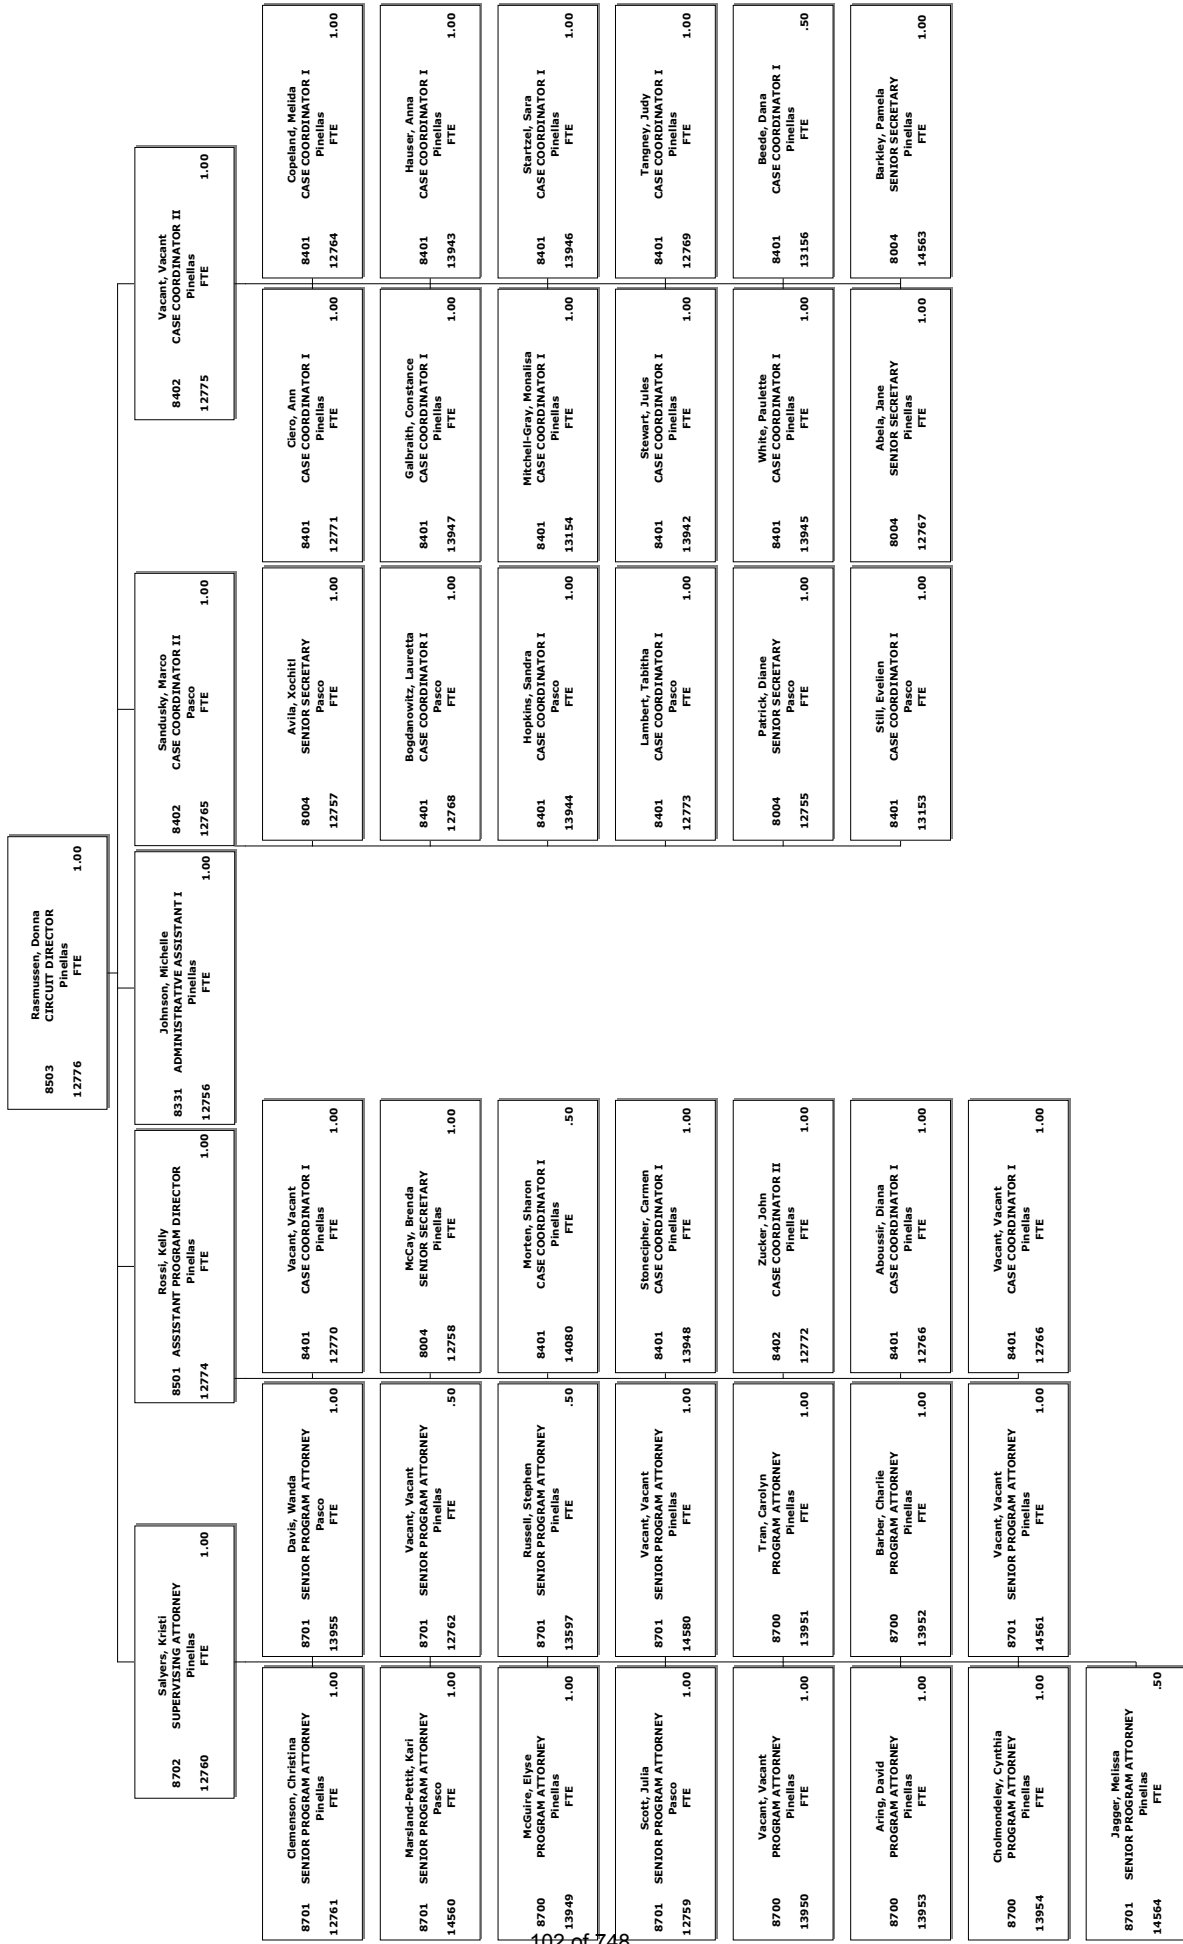 Rasmussen, Donna
8503 CIRCUIT DIRECTOR
Pinellas
12776 FTE 1.00
Salyers, Kristi
8702 SUPERVISING ATTORNEY
Pinellas
12760 FTE 1.00
Rossi, Kelly
8501 ASSISTANT PROGRAM DIRECTOR
Pinellas
12774 FTE 1.00
Johnson, Michelle
8331 ADMINISTRATIVE ASSISTANT I
Pinellas
12756 FTE 1.00
Sandusky, Marco
8402 CASE COORDINATOR II
Pasco
12765 FTE 1.00
Vacant, Vacant
8402 CASE COORDINATOR II
Pinellas
12775 FTE 1.00
Clemenson, Christina
8701 SENIOR PROGRAM ATTORNEY
Pinellas
12761 FTE 1.00
Davis, Wanda
8701 SENIOR PROGRAM ATTORNEY
Pasco
13955 FTE 1.00
Vacant, Vacant
8401 CASE COORDINATOR I
Pinellas
12770 FTE 1.00
Avila, Xochitl
8004 SENIOR SECRETARY
Pasco
12757 FTE 1.00
Ciero, Ann
8401 CASE COORDINATOR I
Pinellas
12771 FTE 1.00
Copeland, Melida
8401 CASE COORDINATOR I
Pinellas
12764 FTE 1.00
Marsland-Pettit, Kari
8701 SENIOR PROGRAM ATTORNEY
Pasco
14560 FTE 1.00
Vacant, Vacant
8701 SENIOR PROGRAM ATTORNEY
Pinellas
12762 FTE .50
McCay, Brenda
8004 SENIOR SECRETARY
Pinellas
12758 FTE 1.00
Bogdanowitz, Lauretta
8401 CASE COORDINATOR I
Pasco
12768 FTE 1.00
Galbraith, Constance
8401 CASE COORDINATOR I
Pinellas
13947 FTE 1.00
Hauser, Anna
8401 CASE COORDINATOR I
Pinellas
13943 FTE 1.00
McGuire, Elyse
8700 PROGRAM ATTORNEY
Pinellas
13949 FTE 1.00
Russell, Stephen
8701 SENIOR PROGRAM ATTORNEY
Pinellas
13597 FTE .50
Morten, Sharon
8401 CASE COORDINATOR I
Pinellas
14080 FTE .50
Hopkins, Sandra
8401 CASE COORDINATOR I
Pasco
13944 FTE 1.00
Mitchell-Gray, Monalisa
8401 CASE COORDINATOR I
Pinellas
13154 FTE 1.00
Startzel, Sara
8401 CASE COORDINATOR I
Pinellas
13946 FTE 1.00
Scott, Julia
8701 SENIOR PROGRAM ATTORNEY
Pasco
12759 FTE 1.00
Vacant, Vacant
8701 SENIOR PROGRAM ATTORNEY
Pinellas
14580 FTE 1.00
Stonecipher, Carmen
8401 CASE COORDINATOR I
Pinellas
13948 FTE 1.00
Lambert, Tabitha
8401 CASE COORDINATOR I
Pasco
12773 FTE 1.00
Stewart, Jules
8401 CASE COORDINATOR I
Pinellas
13942 FTE 1.00
Tangney, Judy
8401 CASE COORDINATOR I
Pinellas
12769 FTE 1.00
Vacant, Vacant
8700 PROGRAM ATTORNEY
Pinellas
13950 FTE 1.00
Tran, Carolyn
8700 PROGRAM ATTORNEY
Pinellas
13951 FTE 1.00
Zucker, John
8402 CASE COORDINATOR II
Pinellas
12772 FTE 1.00
Patrick, Diane
8004 SENIOR SECRETARY
Pasco
12755 FTE 1.00
White, Paulette
8401 CASE COORDINATOR I
Pinellas
13945 FTE 1.00
Beede, Dana
8401 CASE COORDINATOR I
Pinellas
13156 FTE .50
Aring, David
8700 PROGRAM ATTORNEY
Pinellas
13953 FTE 1.00
Barber, Charlie
8700 PROGRAM ATTORNEY
Pinellas
13952 FTE 1.00
Aboussir, Diana
8401 CASE COORDINATOR I
Pinellas
12766 FTE 1.00
Still, Evelien
8401 CASE COORDINATOR I
Pasco
13153 FTE 1.00
Abela, Jane
8004 SENIOR SECRETARY
Pinellas
12767 FTE 1.00
Barkley, Pamela
8004 SENIOR SECRETARY
Pinellas
14563 FTE 1.00
Cholmondeley, Cynthia
8700 PROGRAM ATTORNEY
Pinellas
13954 FTE 1.00
Vacant, Vacant
8701 SENIOR PROGRAM ATTORNEY
Pinellas
14561 FTE 1.00
Vacant, Vacant
8401 CASE COORDINATOR I
Pinellas
12766 FTE 1.00
Jagger, Melissa
8701 SENIOR PROGRAM ATTORNEY
Pinellas
14564 FTE .50
102 of 748